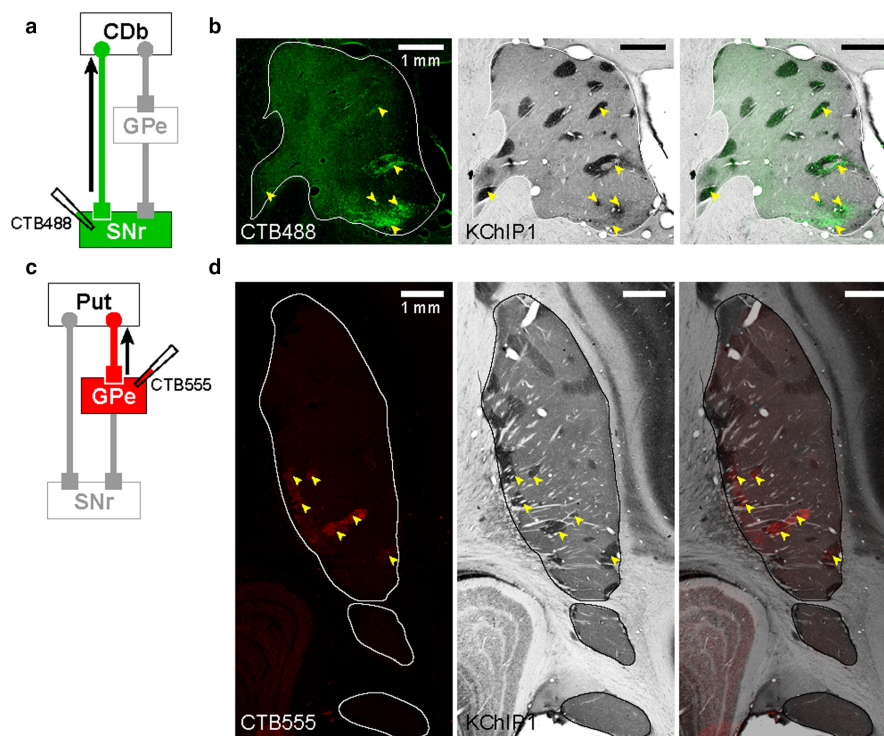 a
CDb
GPe
CTB488
SNr
b
1 mm
CTB488
KChIP1
c
Put
CTB555
GPe
SNr
d
1 mm
CTB555
KChIP1